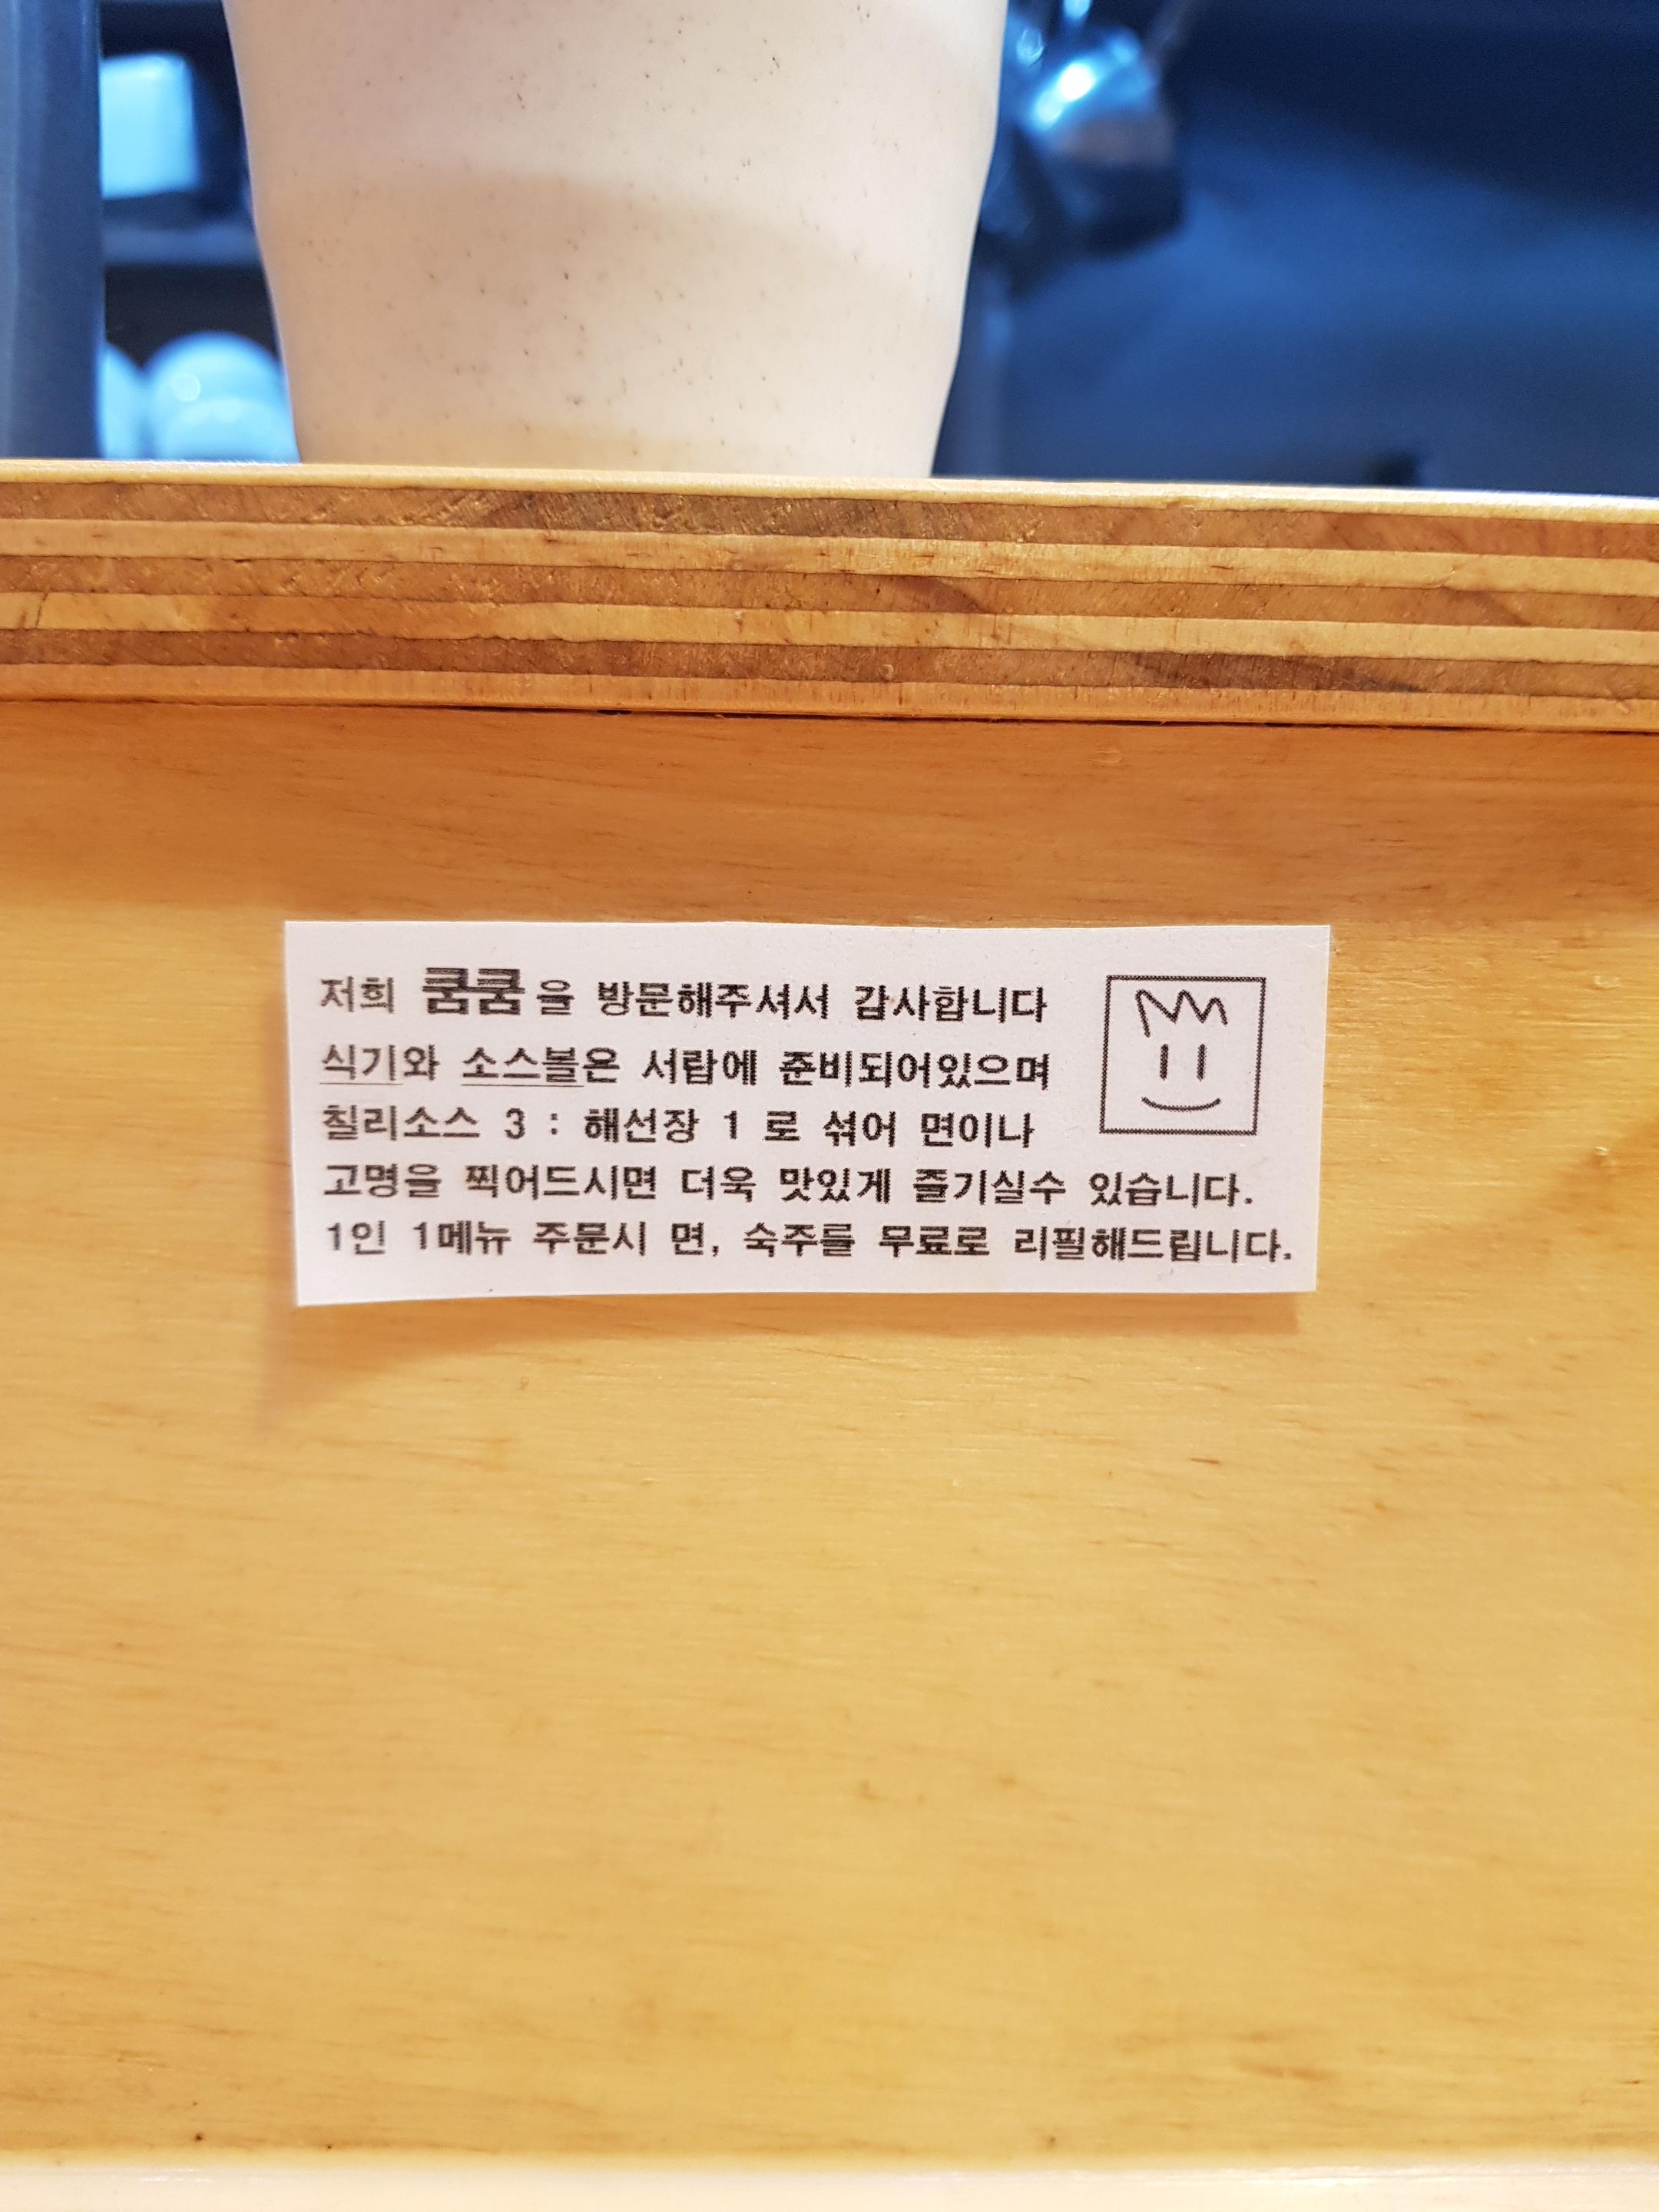 저희 쿰쿰을 방문해주셔서 감사합니다
식기와 소스볼은 서랍에 준비되어있으며
칠리소스 3 : 해선장 1 로 섞어 면이나
고명을 찍어드시면 더욱 맛있게 즐기실수 있습니다.
1인 1메뉴 주문시 면, 숙주를 무료로 리필해드립니다.